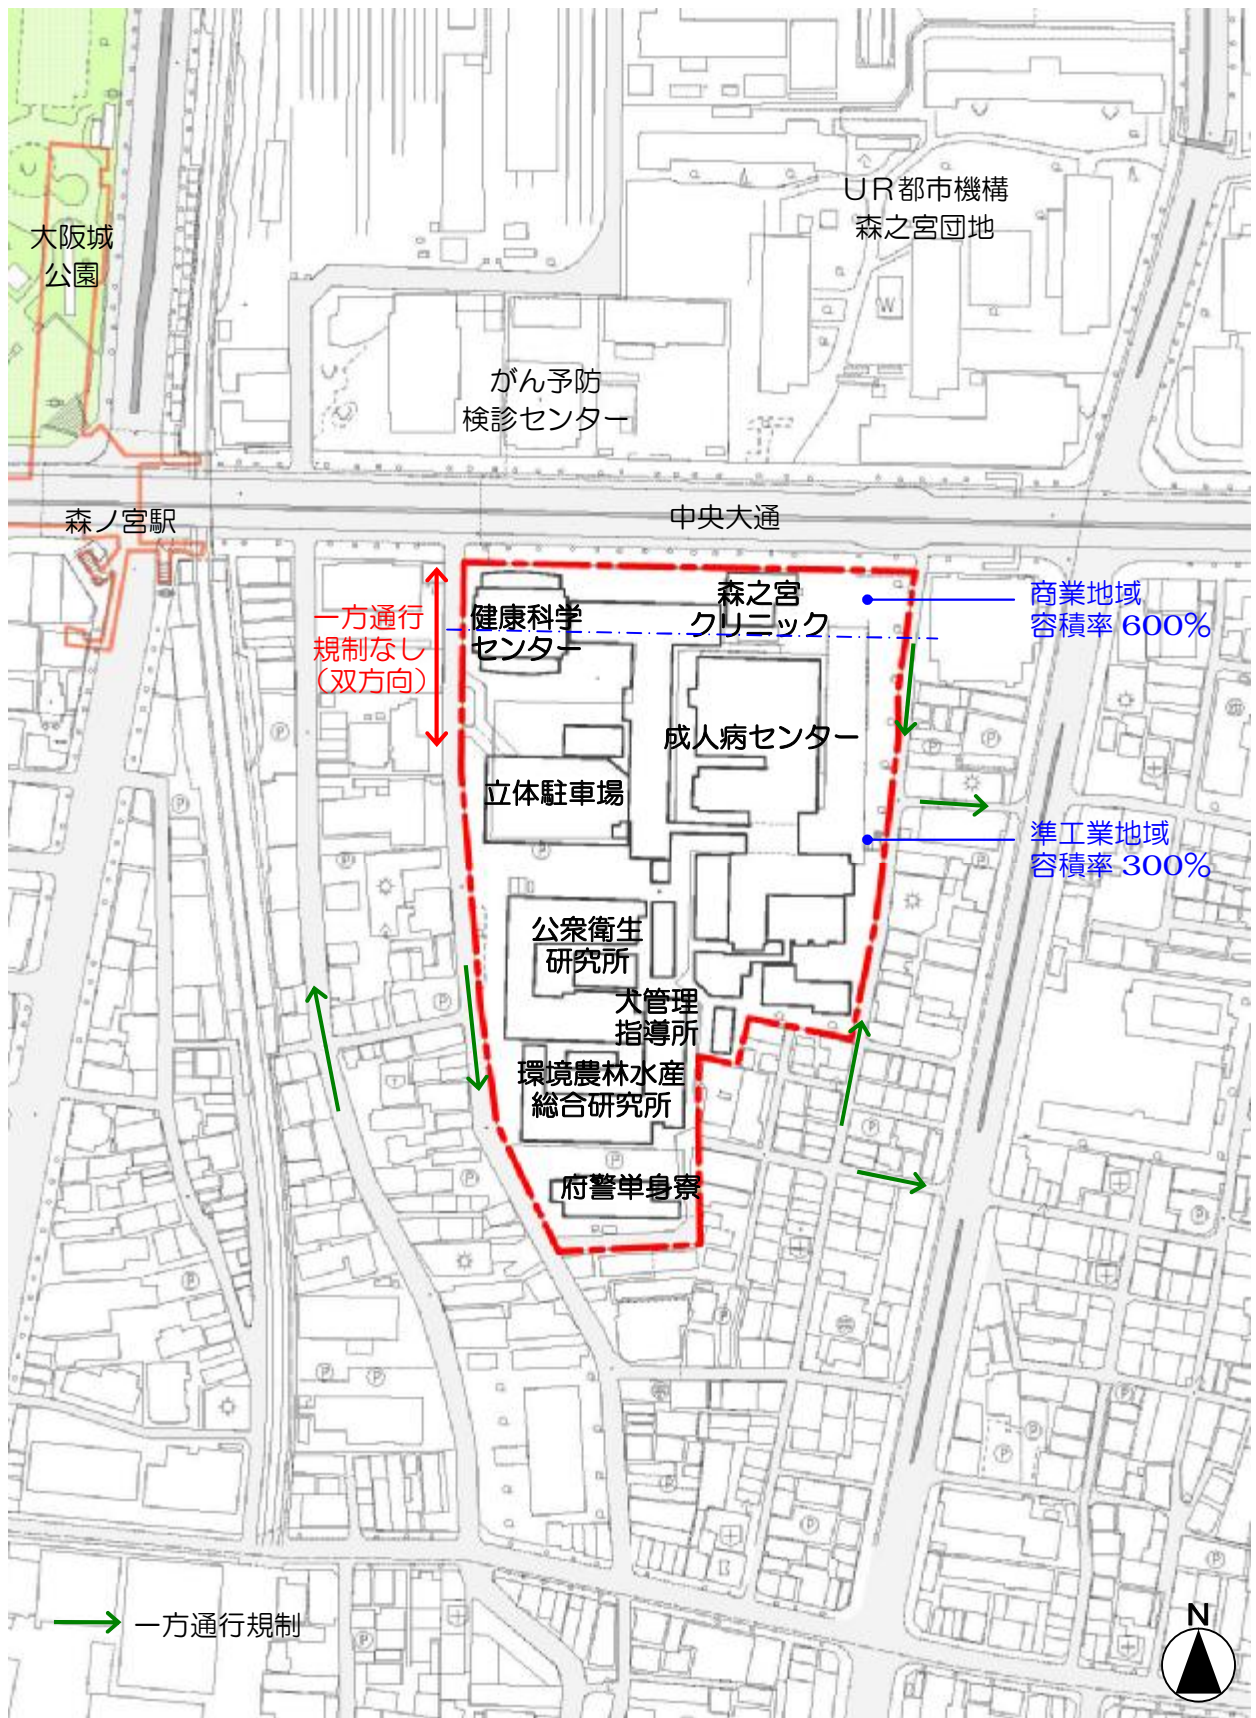 UR都市機構
森之宮団地
大阪城
公園
がん予防
検診センター
森ノ宮駅
中央大通
一方通行
規制なし
(双方向)
健康科学
センター
森之宮
クリニック
商業地域
容積率 600%
成人病センター
立体駐車場
準工業地域
容積率 300%
公衆衛生
研究所
犬管理
指導所
環境農林水産
総合研究所
府警単身寮
一方通行規制
N